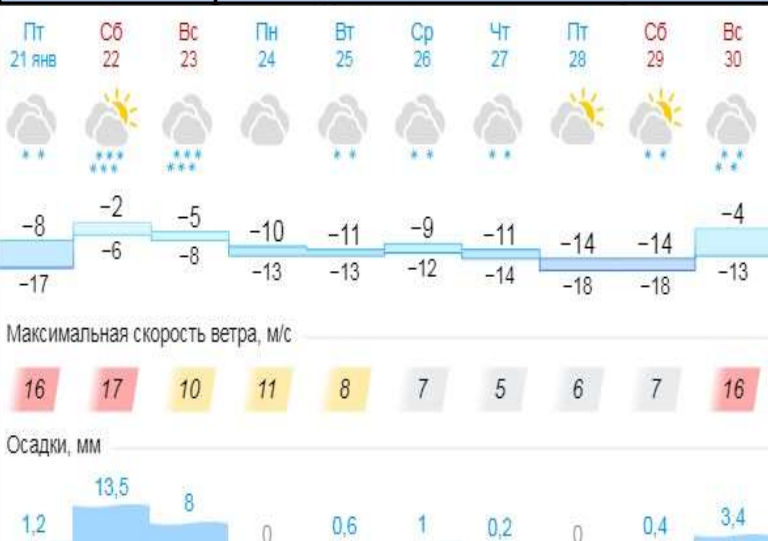 Пт Сб Вс Пн Вт Ср Чт Пт Сб Вс
21 янв 22 23 24 25 26 27 28 29 30
−8 −2 −5 −10 −11 −9 −11 −14 −14 −4
−17 −6 −8 −13 −13 −12 −14 −18 −18 −13
Максимальная скорость ветра, м/с
16 17 10 11 8 7 5 6 7 16
Осадки, мм
1,2 13,5 8 0 0,6 1 0,2 0 0,4 3,4